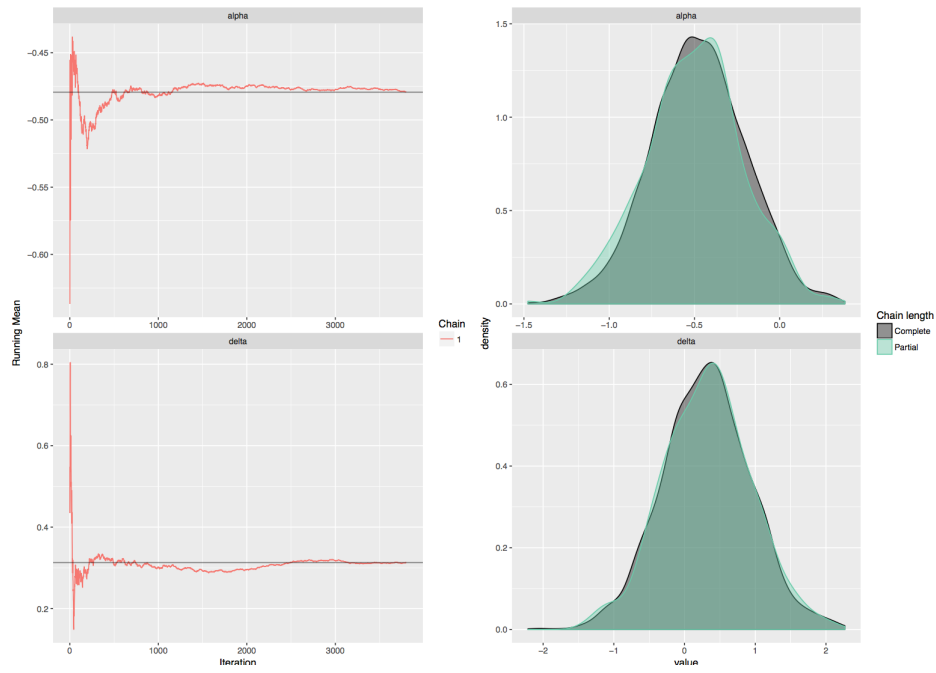 alpha
−0.45
−0.50
−0.55
−0.60
0 1000 2000 3000
delta
0.8
0.6
0.4
0.2
0 1000 2000 3000
Iteration
Running Mean
Chain
1
alpha
1.5
1.0
0.5
0.0
−1.5 −1.0 −0.5 0.0
delta
0.6
0.4
0.2
0.0
−2 −1 0 1 2
value
density
Chain length
Complete
Partial